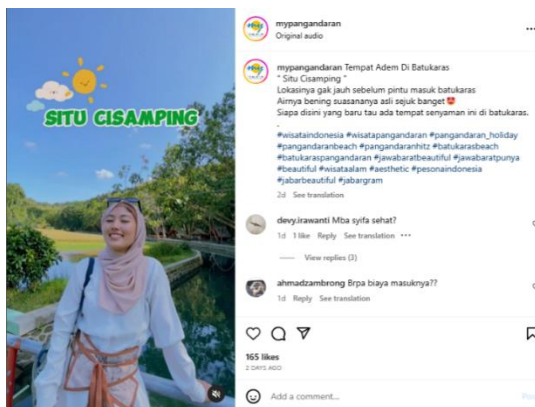 SITU CISAMPING
mypangandaran
Original audio
mypangandaran Tempat Adem Di Batukaras
" Situ Cisamping "
Lokasinya gak jauh sebelum pintu masuk batukaras
Airnya bening suasananya asli sejuk banget
Siapa disini yang baru tau ada tempat senyaman ini di batukaras.
.
#wisataindonesia #wisatapangandaran #pangandaran_holiday
#pangandaranbeach #pangandaranhitz #batukarasbeach
#batukaraspangandaran #jawabaratbeautiful #jawabaratpunya
#beautiful #wisataalam #aesthetic #pesonaindonesia
#jabarbeautiful #jabargram
2d See translation
devy.irawanti Mba syifa sehat?
1d 1 like Reply See translation
View replies (3)
ahmadzambrong Brpa biaya masuknya??
1d Reply See translation
165 likes
2 DAYS AGO
Add a comment...